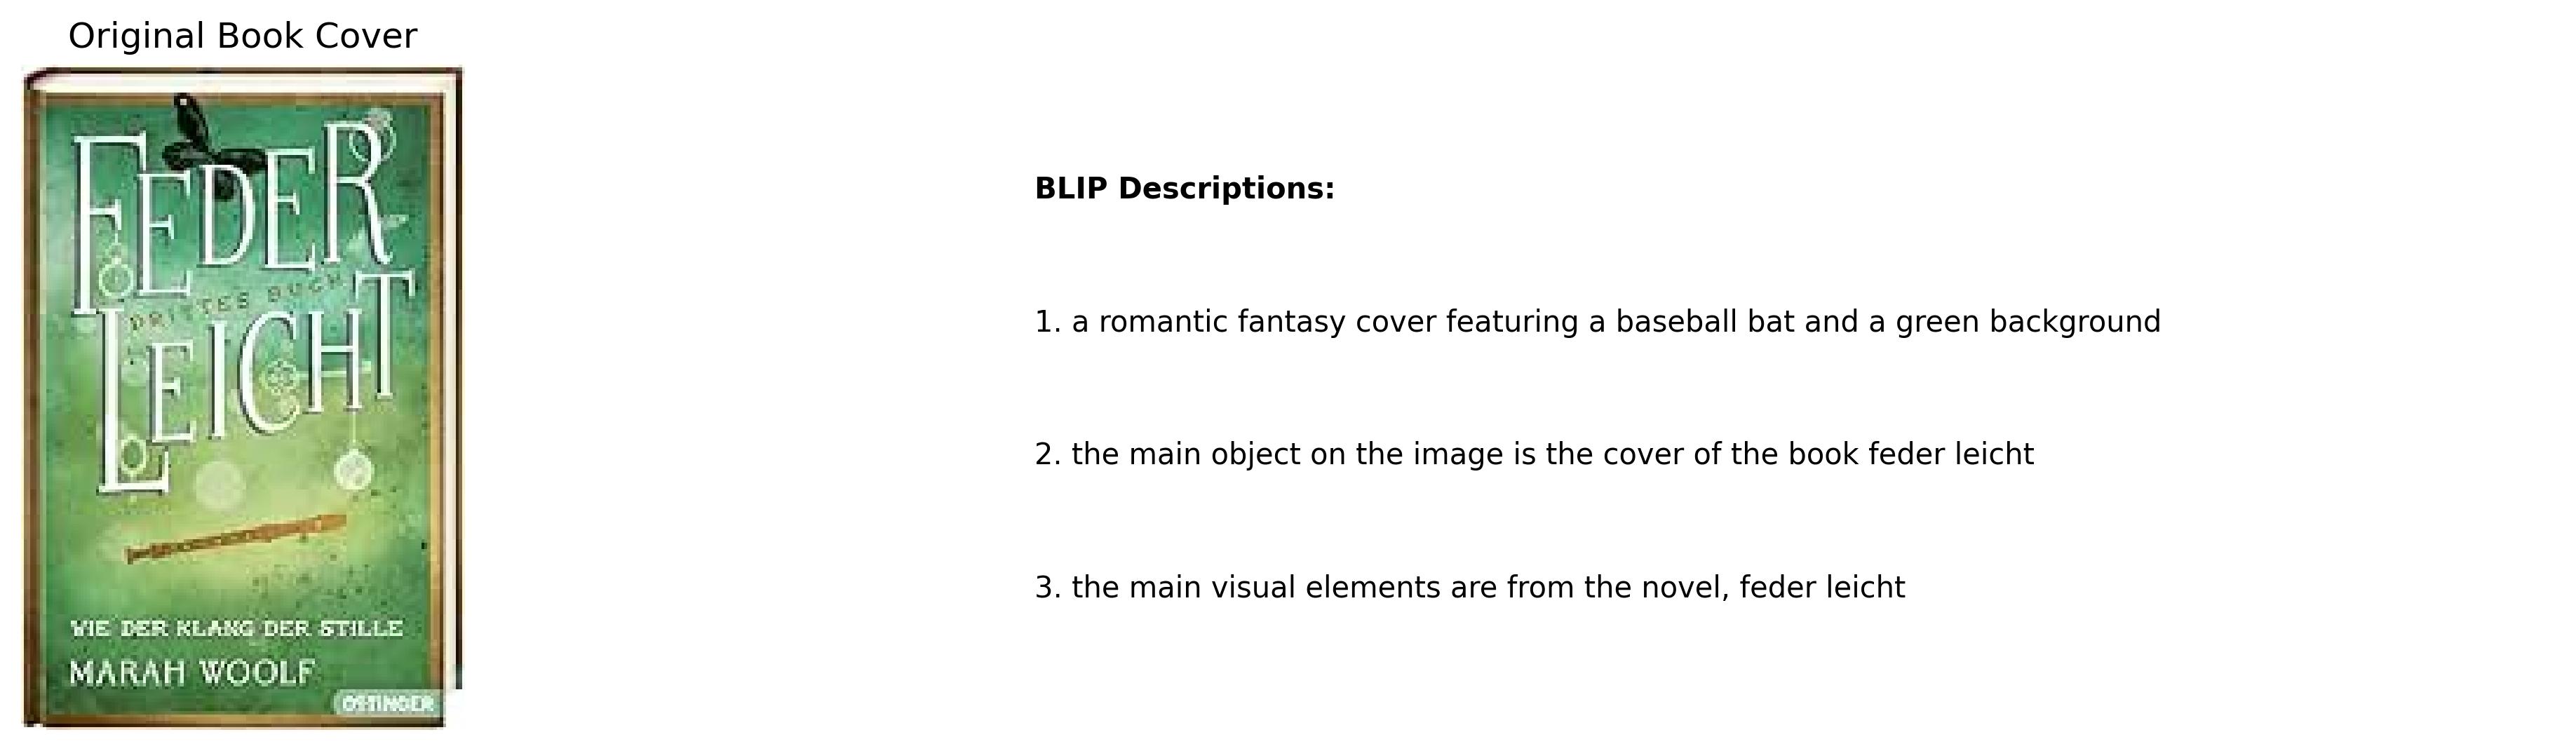 Original Book Cover
FEDER
DRITTES BUCH
LEICHT
WIE DER KLANG DER STILLE
MARAH WOOLF
OETINGER
BLIP Descriptions:
1. a romantic fantasy cover featuring a baseball bat and a green background
2. the main object on the image is the cover of the book feder leicht
3. the main visual elements are from the novel, feder leicht